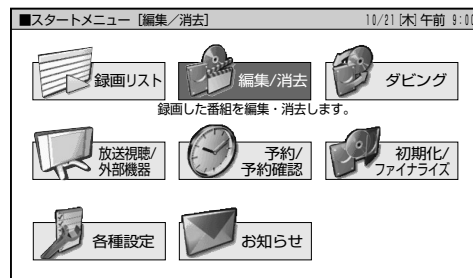 ■スタートメニュー［編集／消去］ 10/21［木］午前 9:00
録画リスト 編集/消去 ダビング
録画した番組を編集・消去します。
放送視聴/ 予約/ 初期化/
外部機器 予約確認 ファイナライズ
各種設定 お知らせ